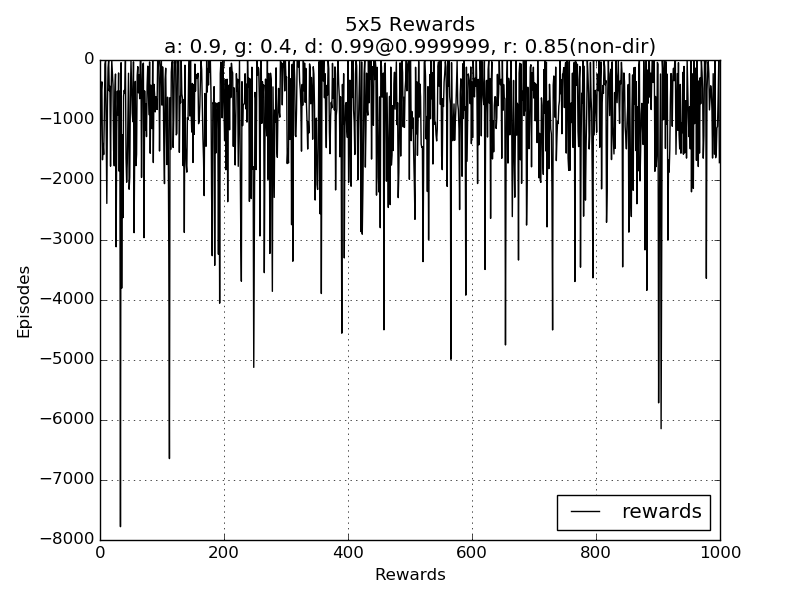 5x5 Rewards
a: 0.9, g: 0.4, d: 0.99@0.999999, r: 0.85(non-dir)
0
−1000
−2000
−3000
−4000
−5000
−6000
−7000
−8000
Episodes
rewards
0 200 400 600 800 1000
Rewards